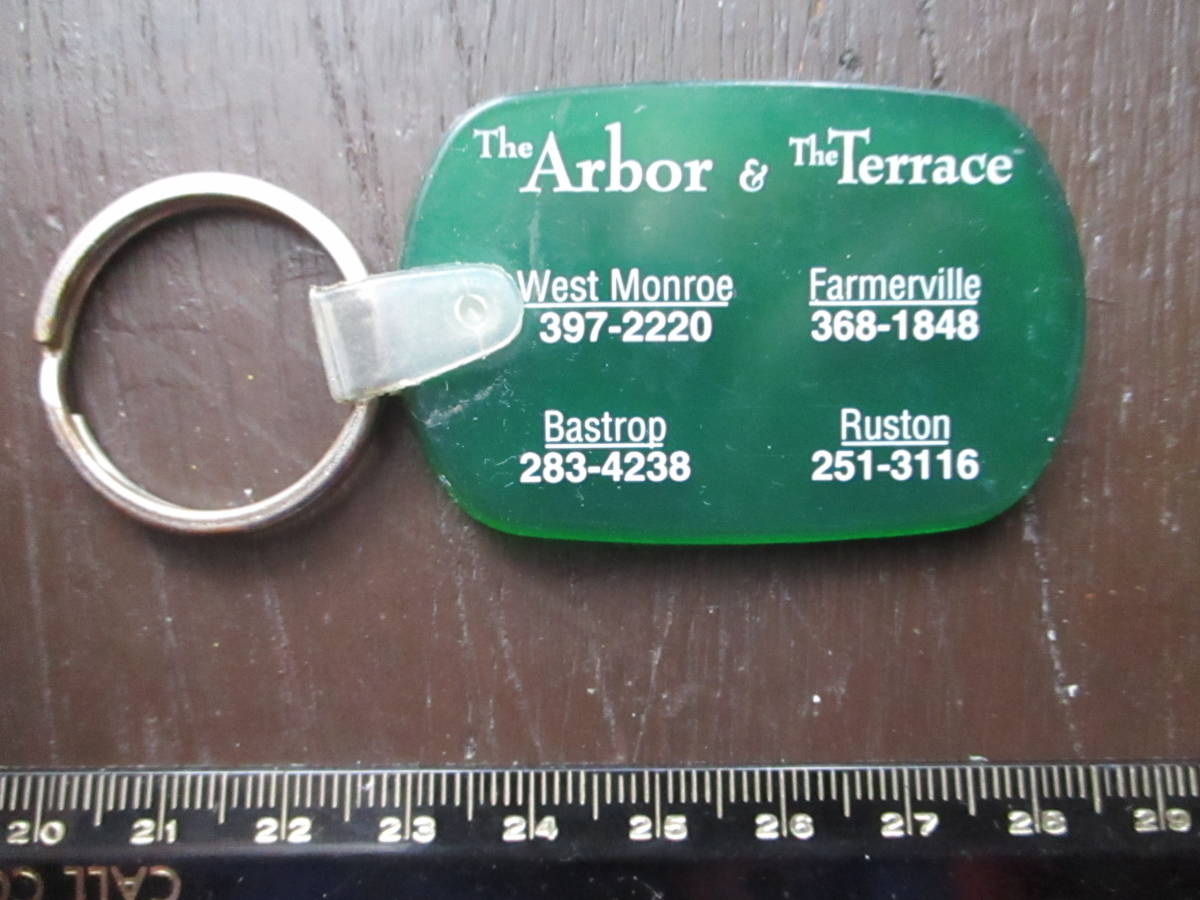 The Arbor & The Terrace
West Monroe Farmerville
397-2220 368-1848
Bastrop Ruston
283-4238 251-3116
20 21 22 23 24 25 26 27 28 29
CALL